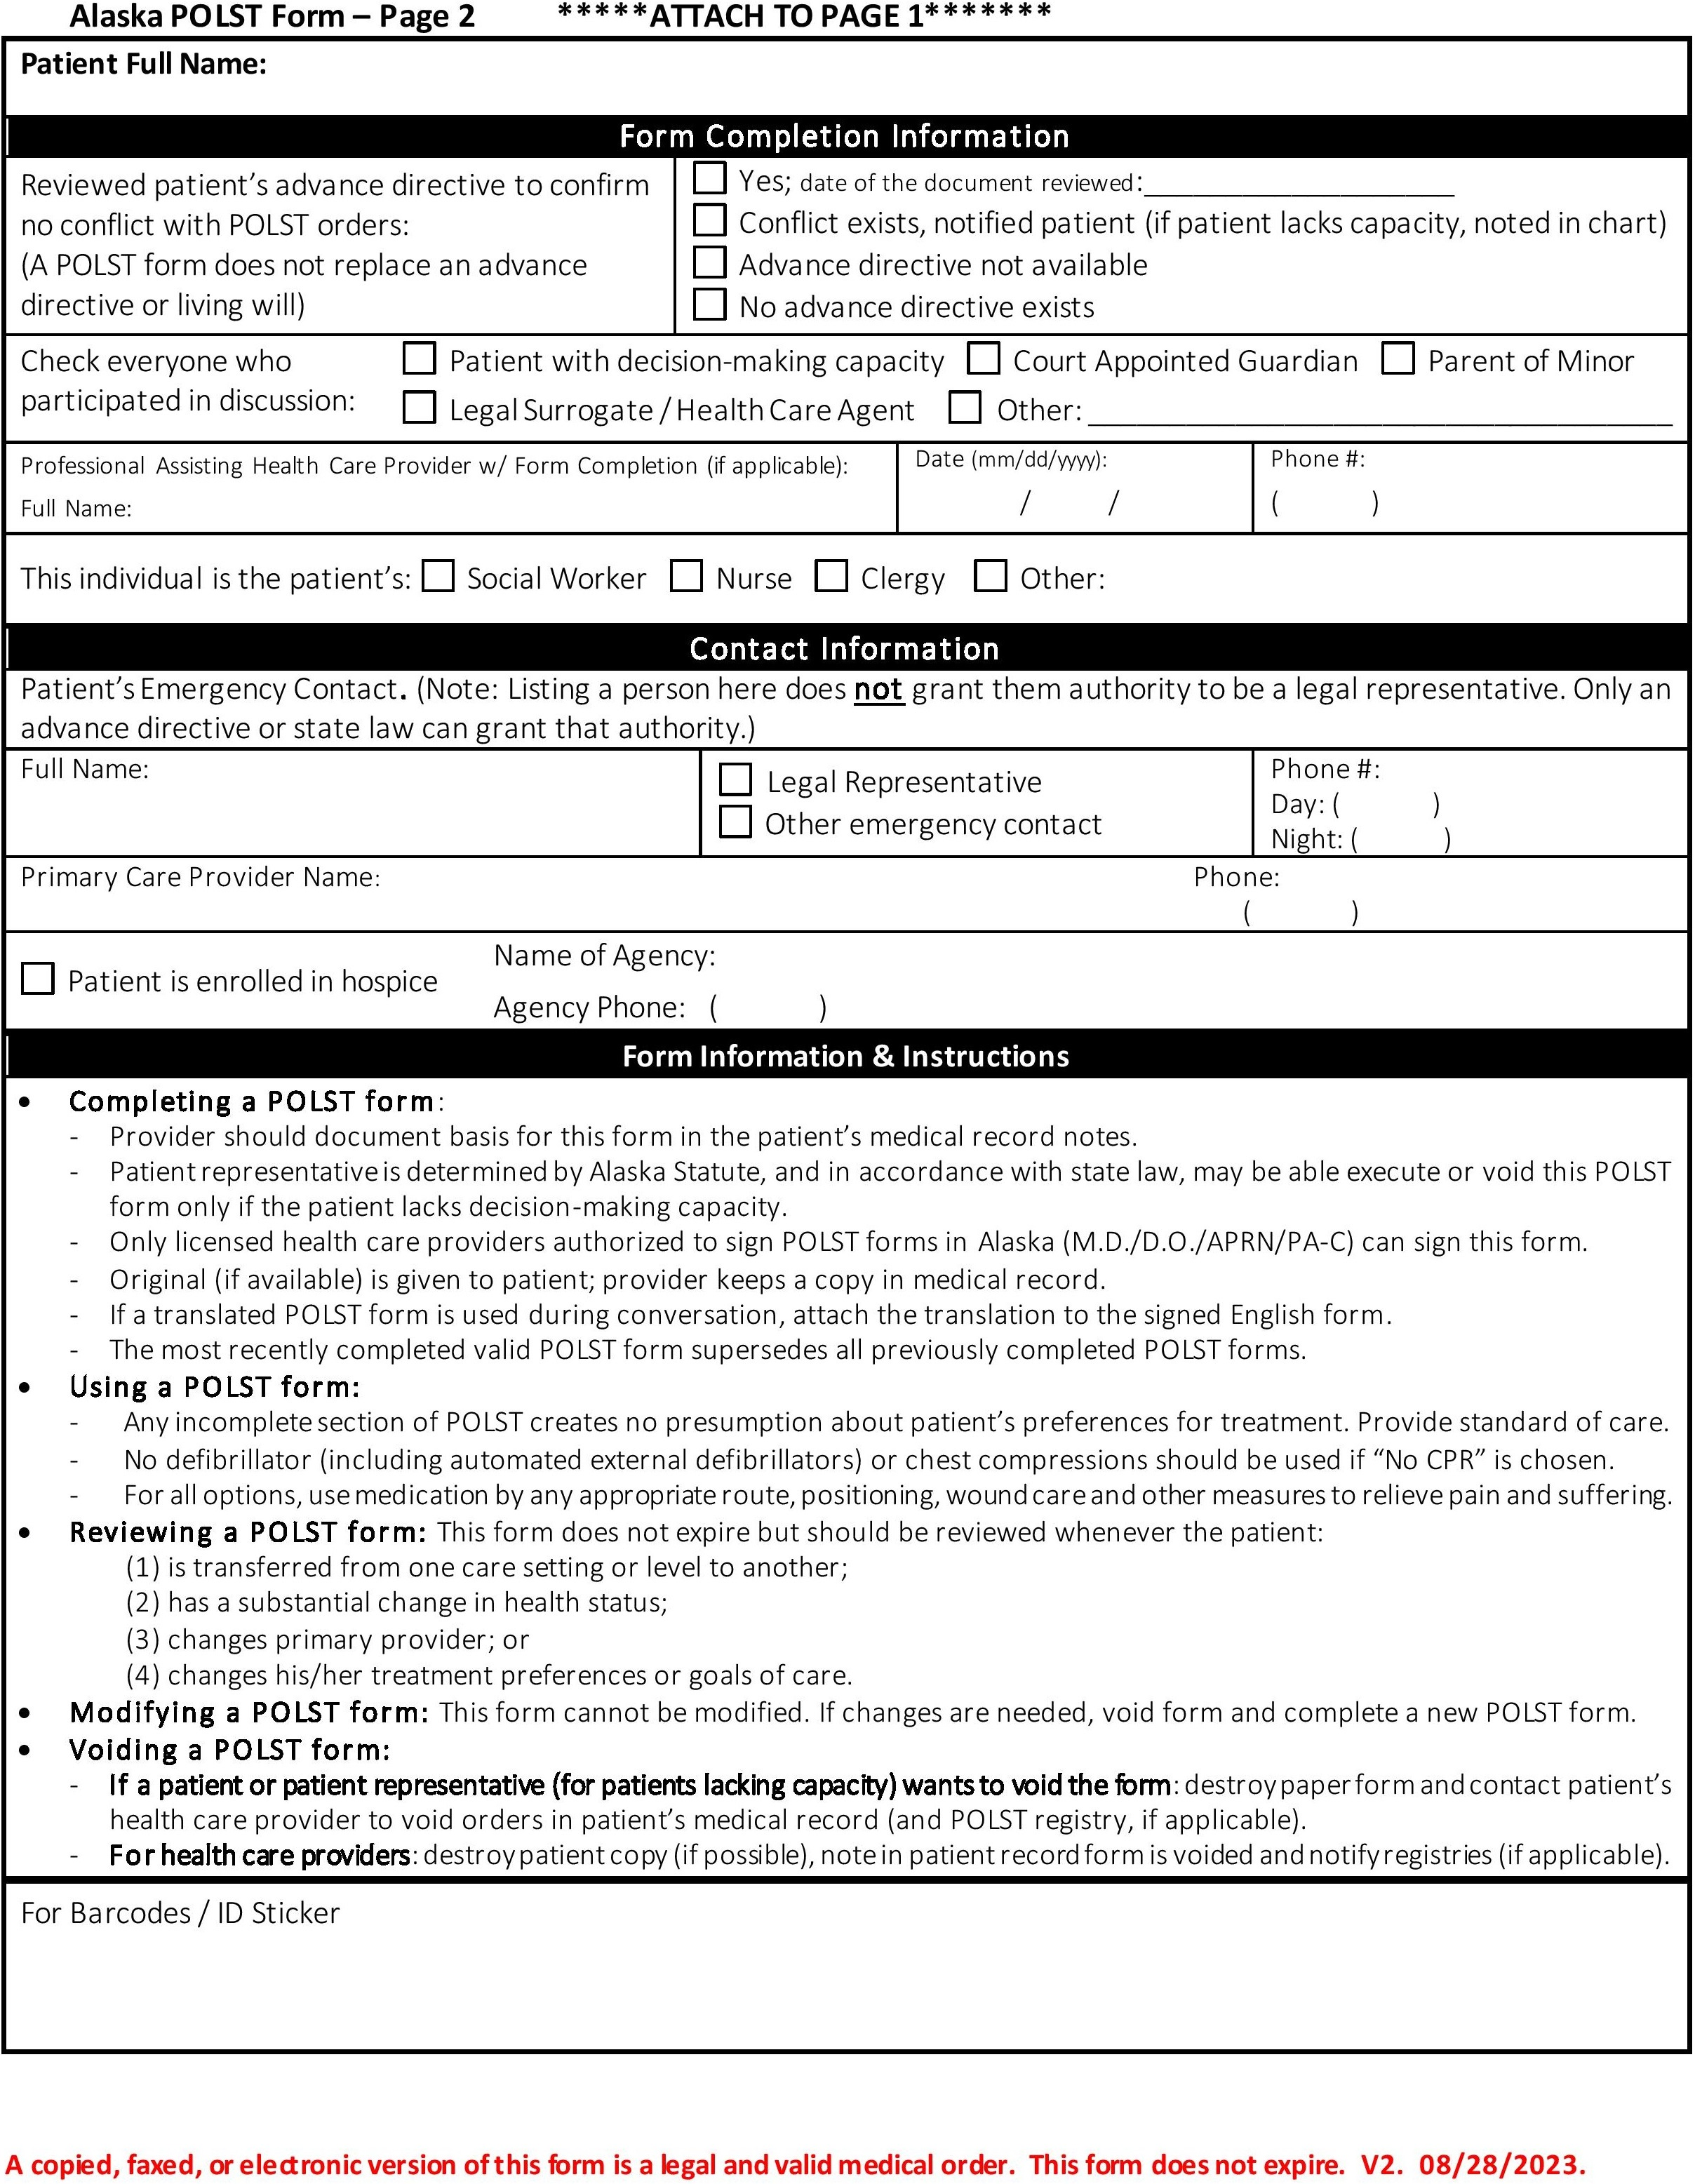 Alaska POLST Form – Page 2 *****ATTACH TO PAGE 1*******
Patient Full Name:
Form Completion Information
Reviewed patient's advance directive to confirm
no conflict with POLST orders:
(A POLST form does not replace an advance
directive or living will)
Yes; date of the document reviewed:____________________
Conflict exists, notified patient (if patient lacks capacity, noted in chart)
Advance directive not available
No advance directive exists
Check everyone who
participated in discussion:
Patient with decision-making capacity Court Appointed Guardian Parent of Minor
Legal Surrogate / Health Care Agent Other: ____________________________________
Professional Assisting Health Care Provider w/ Form Completion (if applicable):
Full Name:
Date (mm/dd/yyyy):
/ /
Phone #:
( )
This individual is the patient's: Social Worker Nurse Clergy Other:
Contact Information
Patient's Emergency Contact. (Note: Listing a person here does not grant them authority to be a legal representative. Only an
advance directive or state law can grant that authority.)
Full Name:
Legal Representative
Other emergency contact
Phone #:
Day: ( )
Night: ( )
Primary Care Provider Name:
Phone:
( )
Patient is enrolled in hospice
Name of Agency:
Agency Phone: ( )
Form Information & Instructions
• Completing a POLST form:
- Provider should document basis for this form in the patient's medical record notes.
- Patient representative is determined by Alaska Statute, and in accordance with state law, may be able execute or void this POLST
form only if the patient lacks decision-making capacity.
- Only licensed health care providers authorized to sign POLST forms in Alaska (M.D./D.O./APRN/PA-C) can sign this form.
- Original (if available) is given to patient; provider keeps a copy in medical record.
- If a translated POLST form is used during conversation, attach the translation to the signed English form.
- The most recently completed valid POLST form supersedes all previously completed POLST forms.
• Using a POLST form:
- Any incomplete section of POLST creates no presumption about patient's preferences for treatment. Provide standard of care.
- No defibrillator (including automated external defibrillators) or chest compressions should be used if “No CPR” is chosen.
- For all options, use medication by any appropriate route, positioning, wound care and other measures to relieve pain and suffering.
• Reviewing a POLST form: This form does not expire but should be reviewed whenever the patient:
(1) is transferred from one care setting or level to another;
(2) has a substantial change in health status;
(3) changes primary provider; or
(4) changes his/her treatment preferences or goals of care.
• Modifying a POLST form: This form cannot be modified. If changes are needed, void form and complete a new POLST form.
• Voiding a POLST form:
- If a patient or patient representative (for patients lacking capacity) wants to void the form: destroy paper form and contact patient's
health care provider to void orders in patient's medical record (and POLST registry, if applicable).
- For health care providers: destroy patient copy (if possible), note in patient record form is voided and notify registries (if applicable).
For Barcodes / ID Sticker
A copied, faxed, or electronic version of this form is a legal and valid medical order. This form does not expire. V2. 08/28/2023.